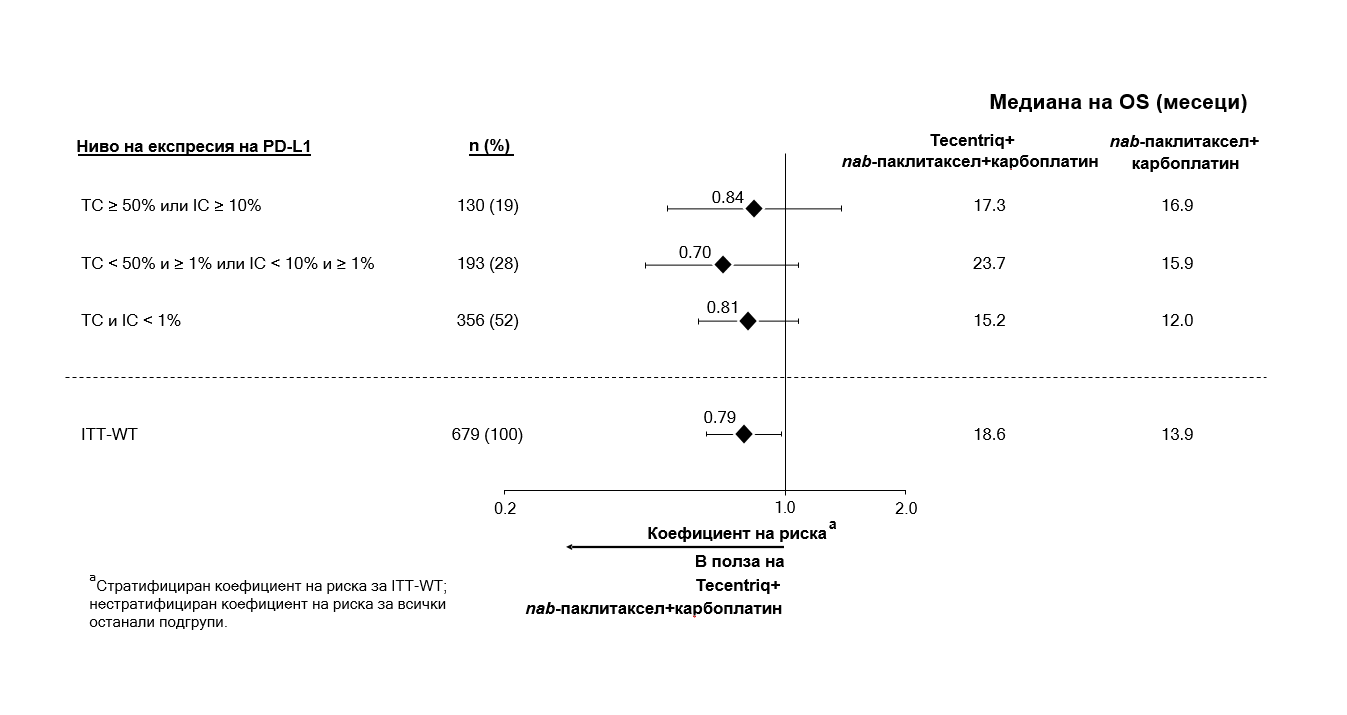 Медиана на OS (месеци)
Ниво на експресия на PD-L1 n (%) Tecentriq+ nab-паклитаксел+
nab-паклитаксел+карбоплатин карбоплатин
TC ≥ 50% или IC ≥ 10% 130 (19) 0.84 17.3 16.9
TC < 50% и ≥ 1% или IC < 10% и ≥ 1% 193 (28) 0.70 23.7 15.9
TC и IC < 1% 356 (52) 0.81 15.2 12.0
ITT-WT 679 (100) 0.79 18.6 13.9
0.2 1.0 2.0
Коефициент на рискаa
В полза на
Tecentriq+
nab-паклитаксел+карбоплатин
aСтратифициран коефициент на риска за ITT-WT;
нестратифициран коефициент на риска за всички
останали подгрупи.